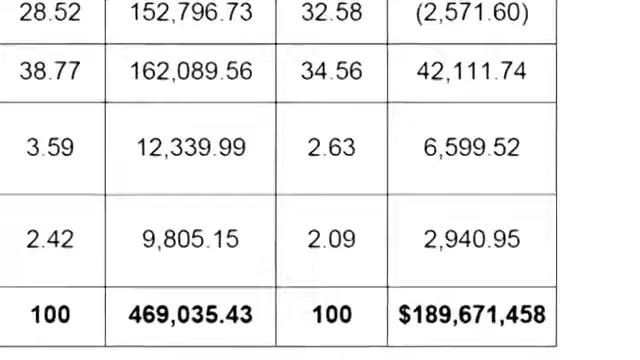 28.52 152,796.73 32.58 (2,571.60)
38.77 162,089.56 34.56 42,111.74
3.59 12,339.99 2.63 6,599.52
2.42 9,805.15 2.09 2,940.95
100 469,035.43 100 $189,671,458